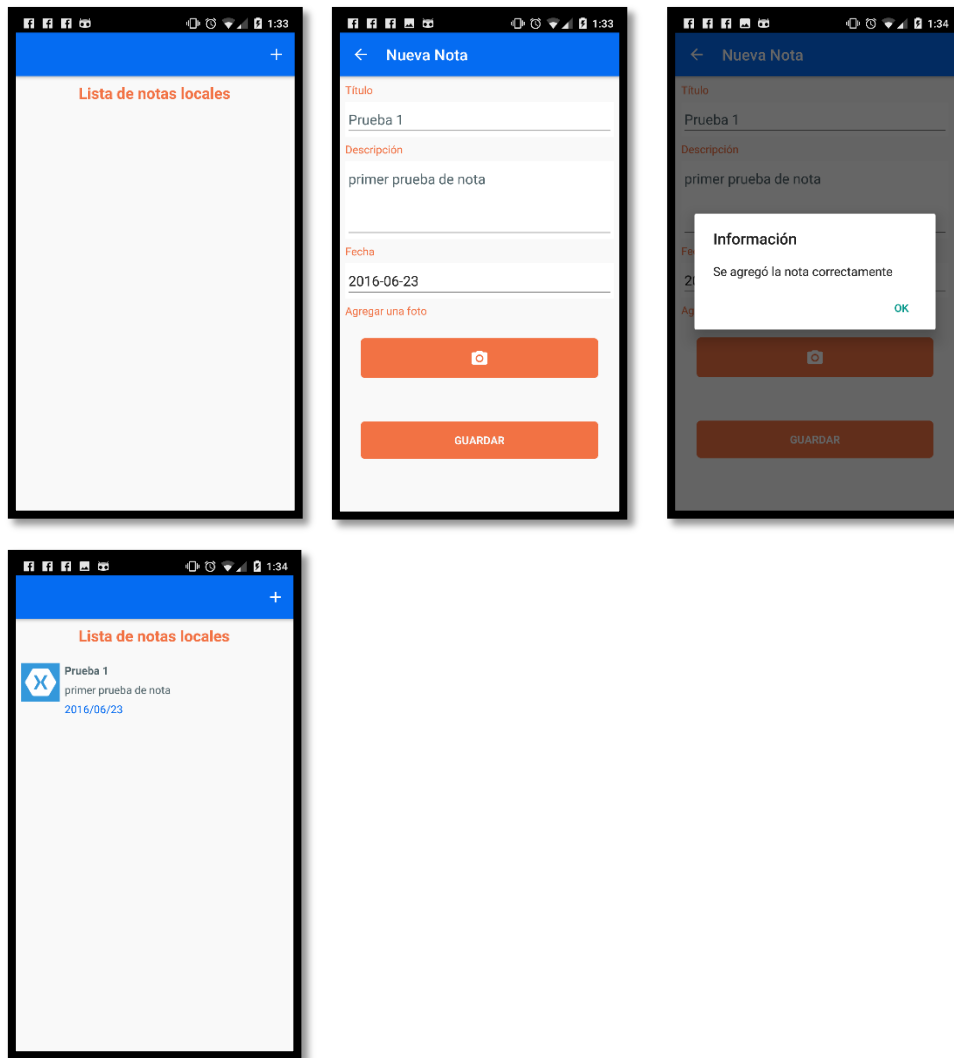 1:33
+
Lista de notas locales
1:33
← Nueva Nota
Título
Prueba 1
Descripción
primer prueba de nota
Fecha
2016-06-23
Agregar una foto
GUARDAR
1:34
← Nueva Nota
Título
Prueba 1
Descripción
primer prueba de nota
Información
Se agregó la nota correctamente
OK
GUARDAR
1:34
+
Lista de notas locales
Prueba 1
primer prueba de nota
2016/06/23